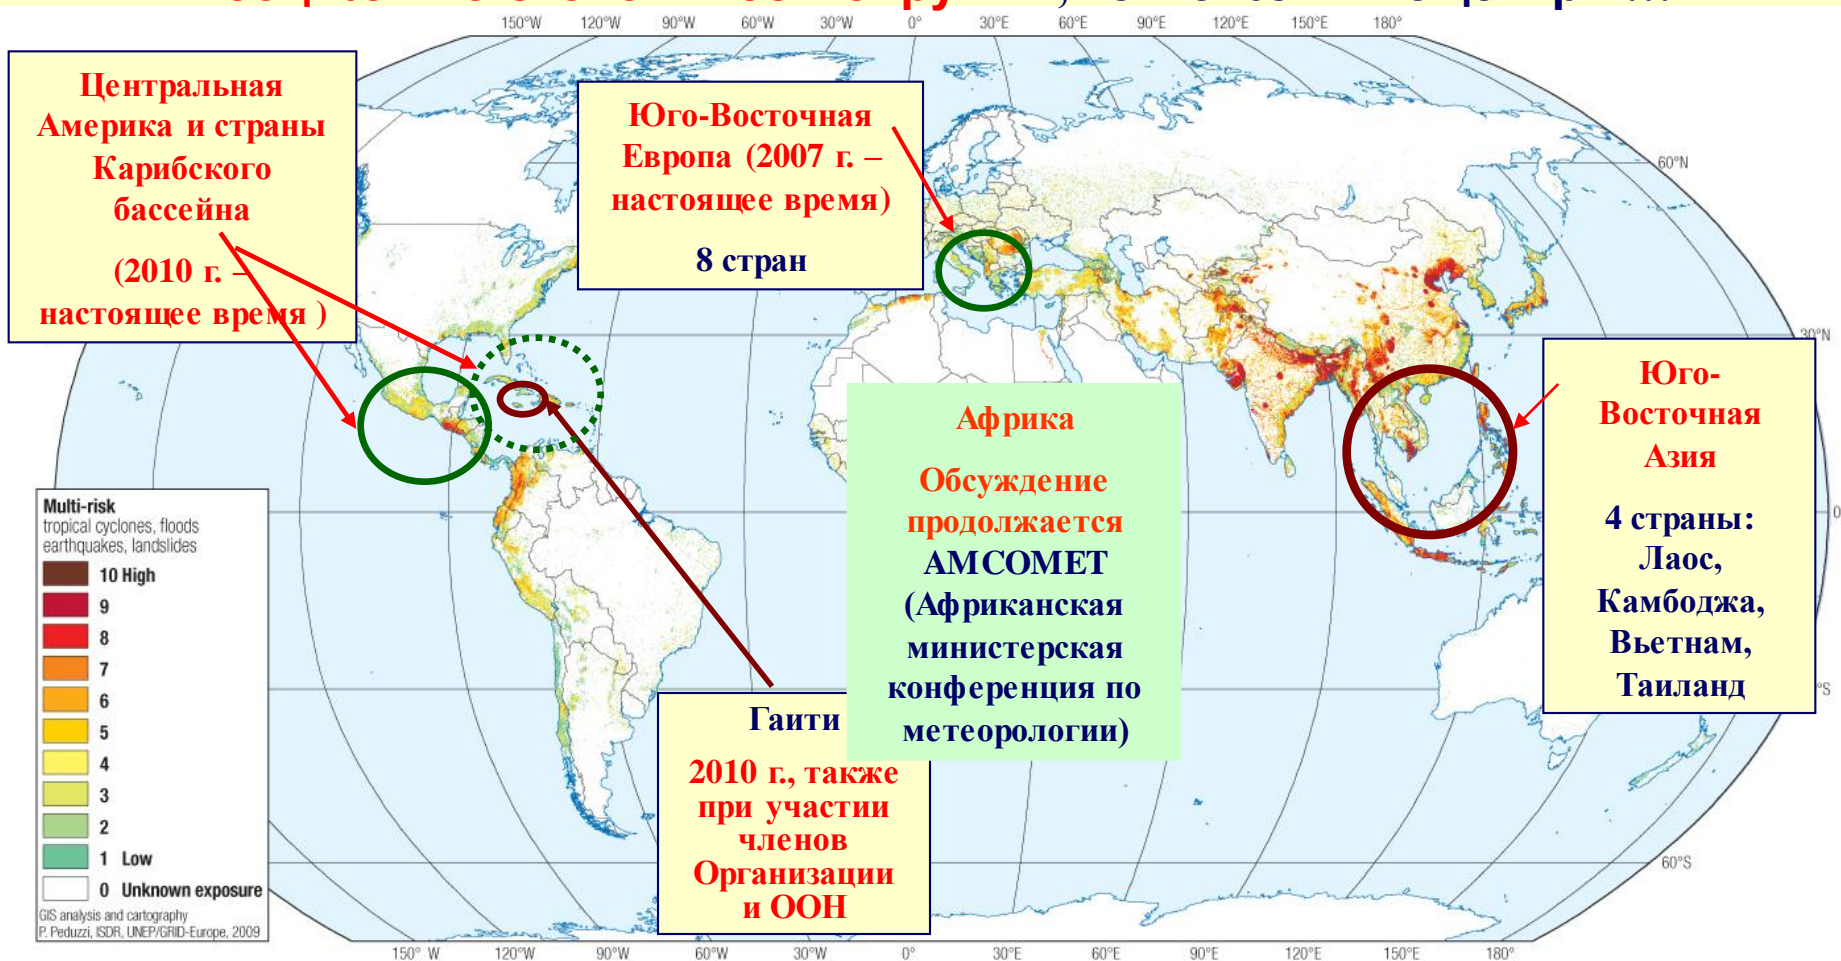 150°W 120°W 90°W 60°W 30°W 0° 30°E 60°E 90°E 120°E 150°E 180°
Центральная
Америка и страны
Карибского
бассейна
(2010 г. –
настоящее время )
Юго-Восточная
Европа (2007 г. –
настоящее время)
8 стран
60°N
30°N
Африка
Обсуждение
продолжается
АМСОМЕТ
(Африканская
министерская
конференция по
метеорологии)
Юго-
Восточная
Азия
4 страны:
Лаос,
Камбоджа,
Вьетнам,
Таиланд
0
°S
Multi-risk
tropical cyclones, floods
earthquakes, landslides
10 High
9
8
7
6
5
4
3
2
1 Low
0 Unknown exposure
GIS analysis and cartography
P. Peduzzi, ISDR, UNEP/GRID-Europe, 2009
Гаити
2010 г., также
при участии
членов
Организации
и ООН
60°S
150° W 120°W 90°W 60°W 30°W 0° 30°E 60°E 90°E 120°E 150°E 180°